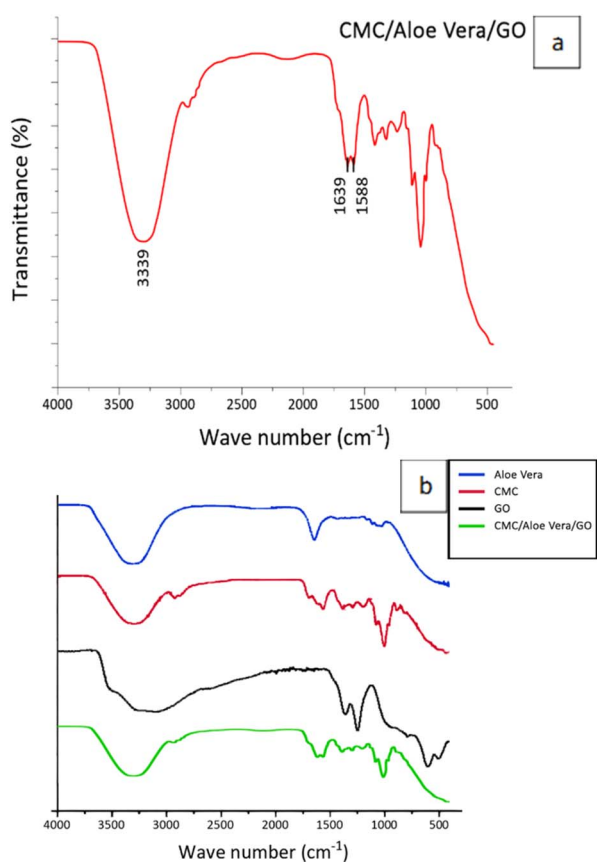 CMC/Aloe Vera/GO
a
Transmittance (%)
3339
1639
1588
4000 3500 3000 2500 2000 1500 1000 500
Wave number (cm⁻¹)
b
Aloe Vera
CMC
GO
CMC/Aloe Vera/GO
4000 3500 3000 2500 2000 1500 1000 500
Wave number (cm⁻¹)